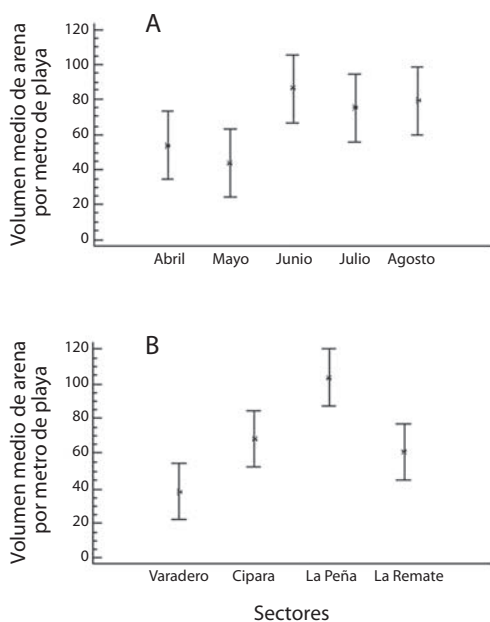 A
Volumen medio de arena
por metro de playa
120
100
80
60
40
20
0
Abril Mayo Junio Julio Agosto
B
Volumen medio de arena
por metro de playa
120
100
80
60
40
20
0
Varadero Cipara La Peña La Remate
Sectores